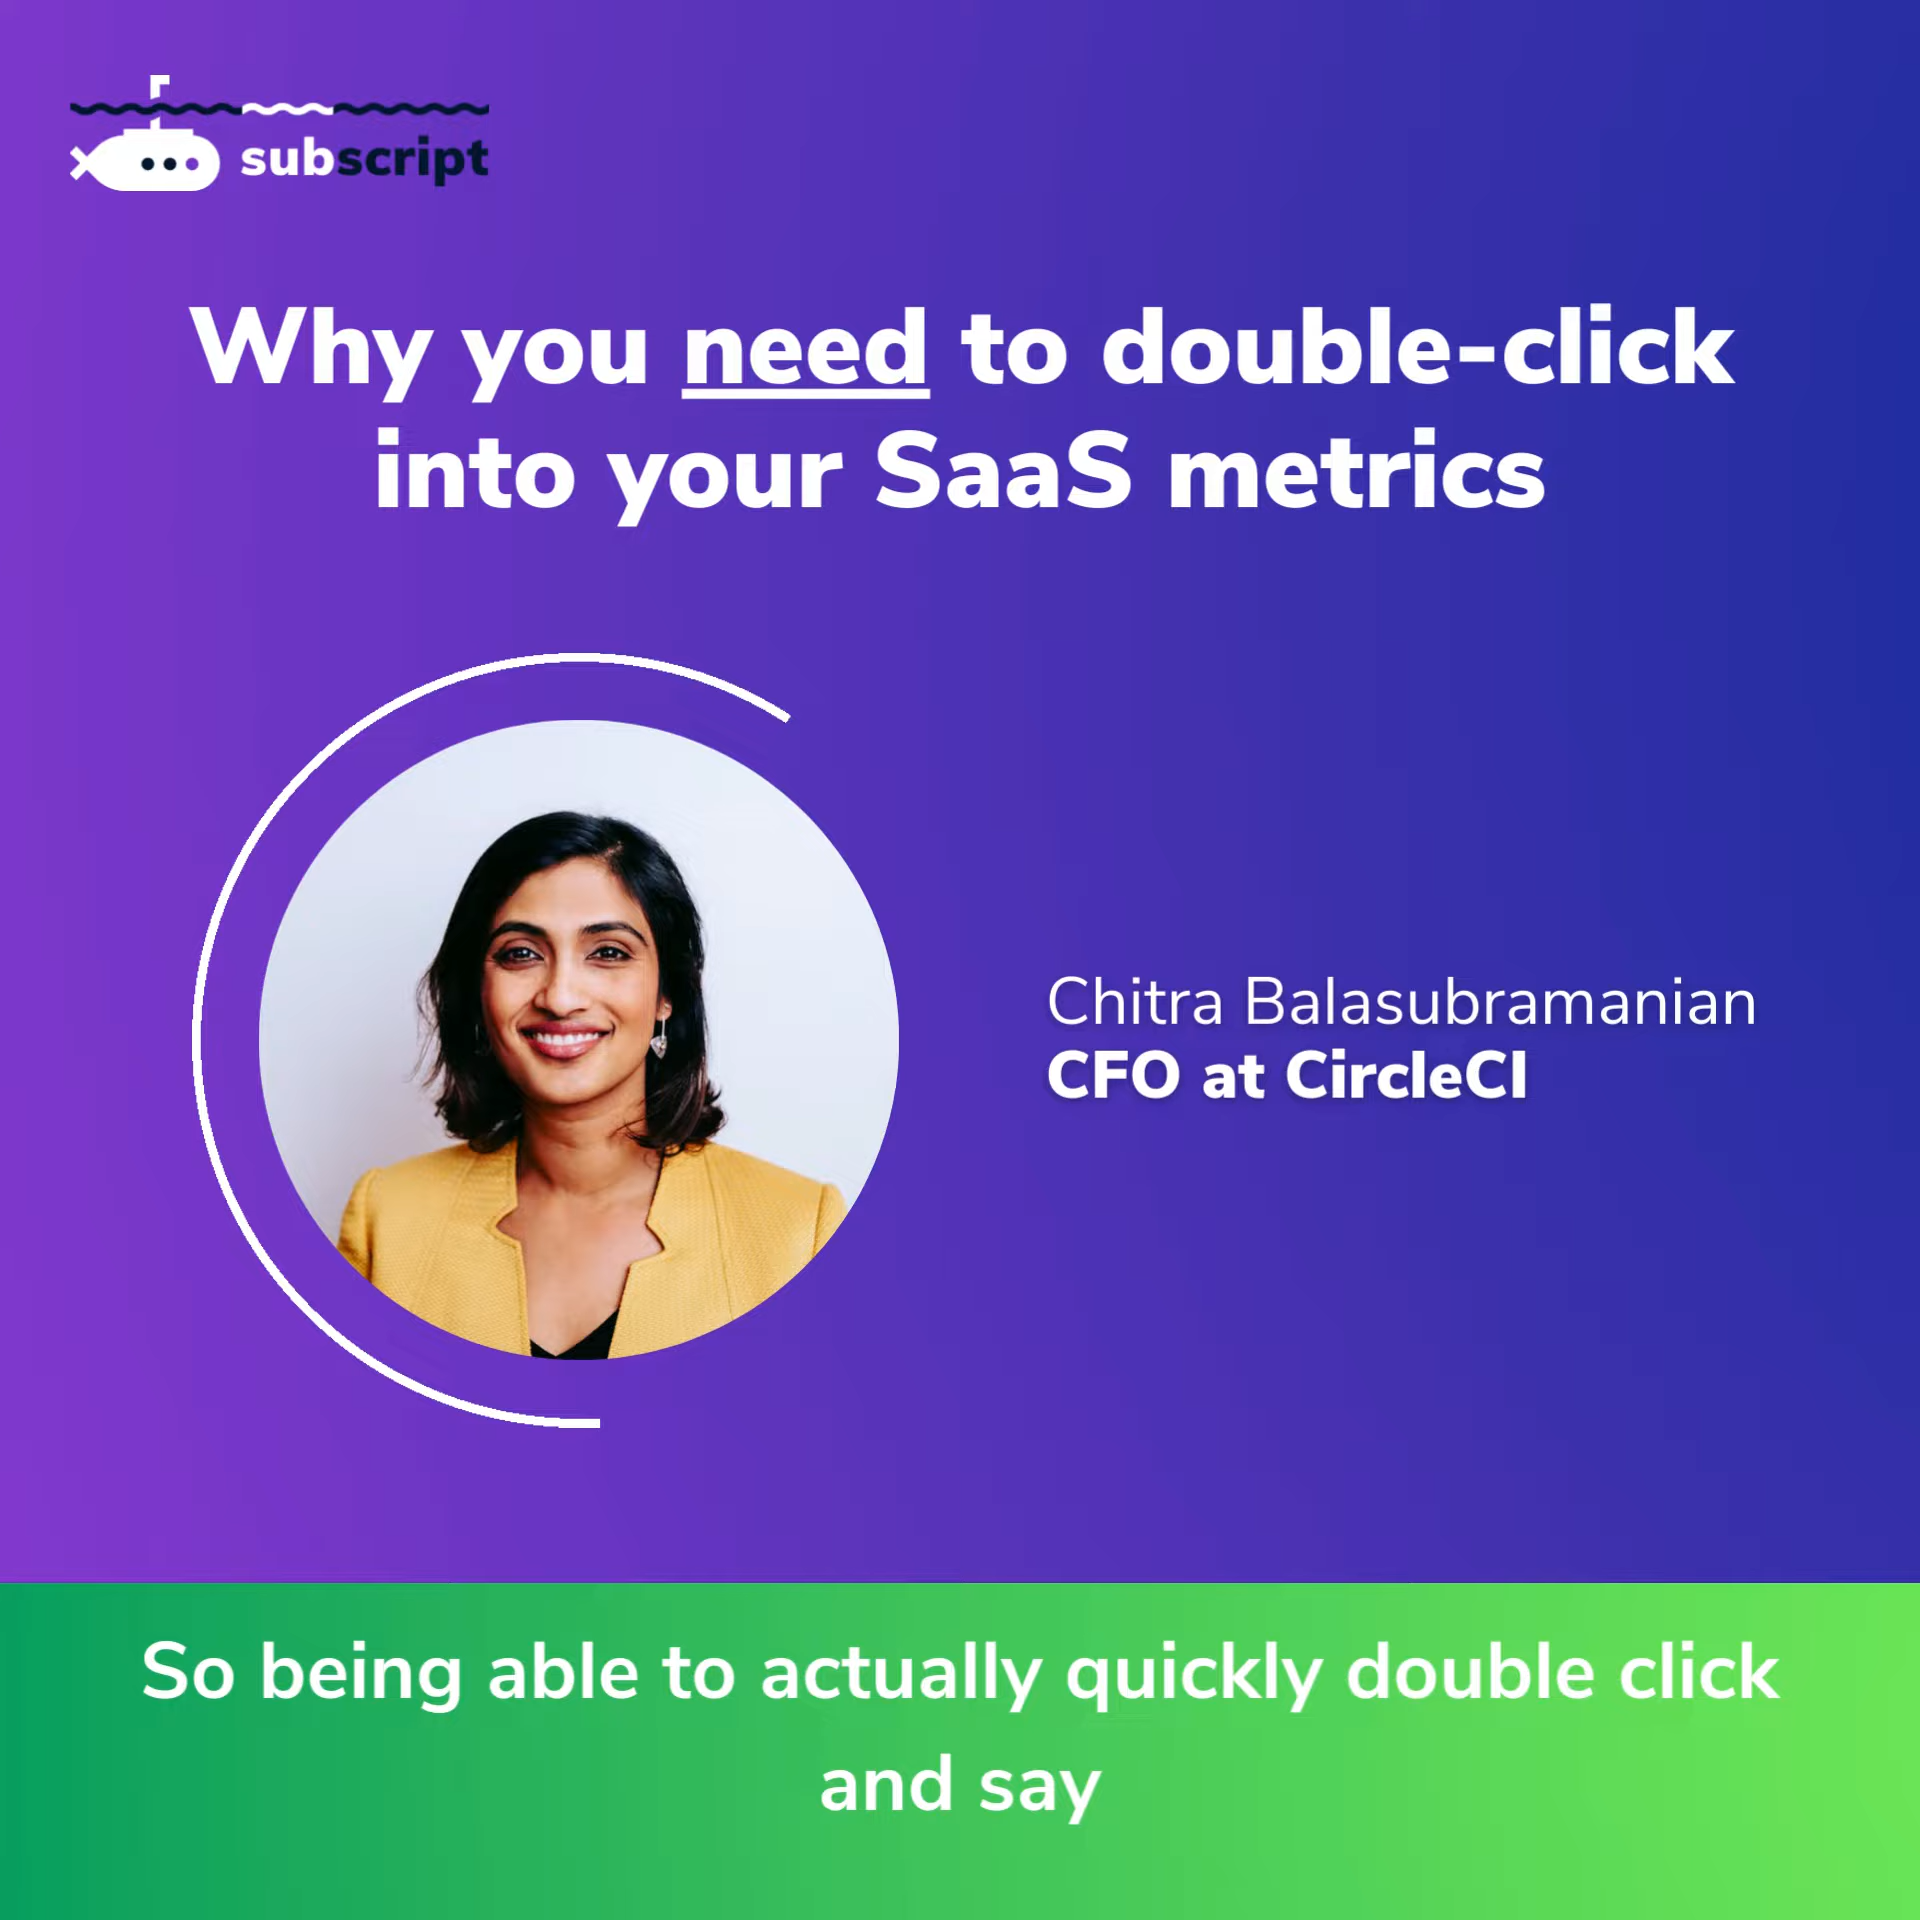 subscript
Why you need to double-click
into your SaaS metrics
Chitra Balasubramanian
CFO at CircleCI
So being able to actually quickly double click
and say